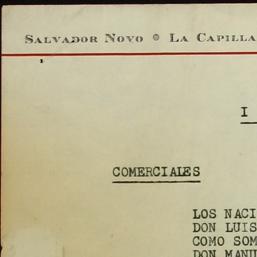 SALVADOR NOVO ® LA CAPILLA
I
COMERCIALES
LOS NACI
DON LUIS
COMO SOM
DON MANU